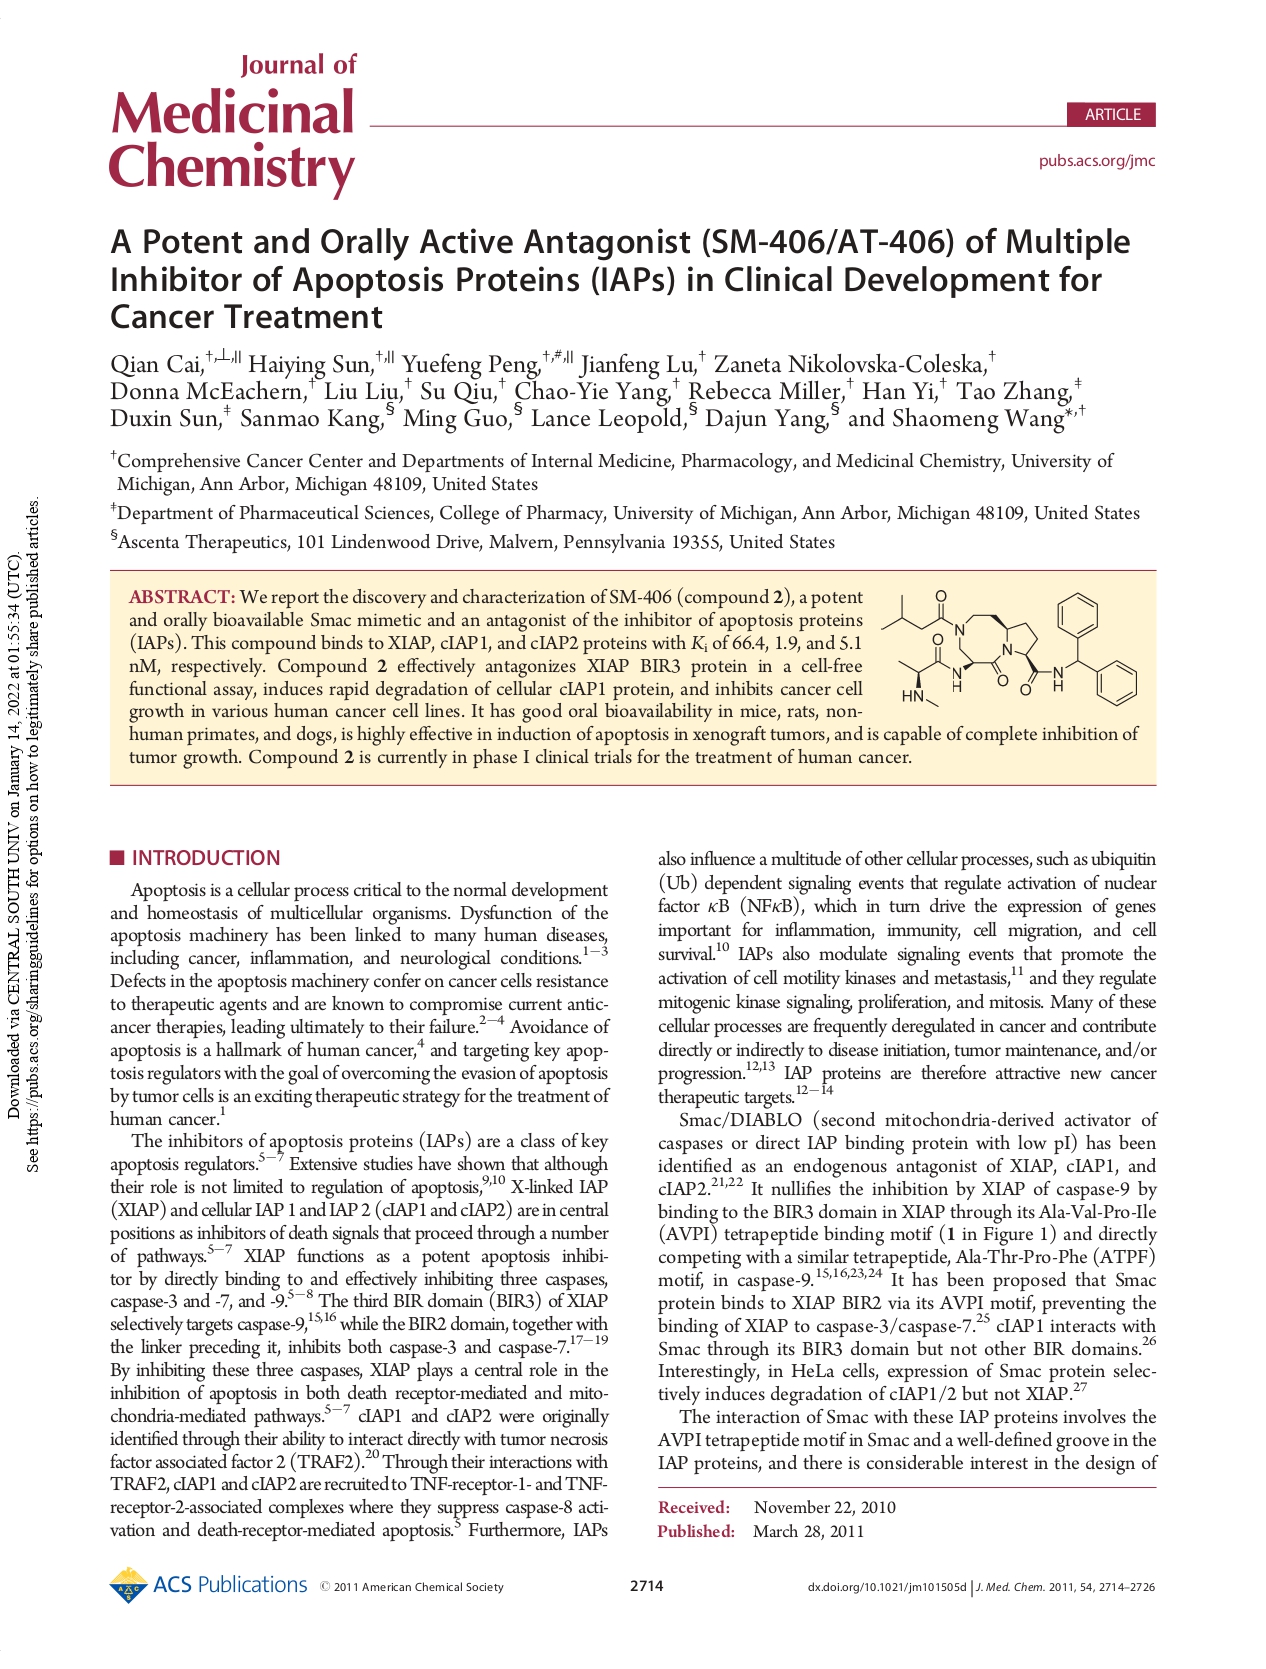 Journal of
Medicinal
Chemistry
ARTICLE
pubs.acs.org/jmc
A Potent and Orally Active Antagonist (SM-406/AT-406) of Multiple
Inhibitor of Apoptosis Proteins (IAPs) in Clinical Development for
Cancer Treatment
Qian Cai,†,⊥,|| Haiying Sun,†,|| Yuefeng Peng,†,#,|| Jianfeng Lu,† Zaneta Nikolovska-Coleska,†
Donna McEachern,† Liu Liu,† Su Qiu,† Chao-Yie Yang,† Rebecca Miller,† Han Yi,† Tao Zhang,‡
Duxin Sun,‡ Sanmao Kang,§ Ming Guo,§ Lance Leopold,§ Dajun Yang,§ and Shaomeng Wang*,†
†Comprehensive Cancer Center and Departments of Internal Medicine, Pharmacology, and Medicinal Chemistry, University of
Michigan, Ann Arbor, Michigan 48109, United States
‡Department of Pharmaceutical Sciences, College of Pharmacy, University of Michigan, Ann Arbor, Michigan 48109, United States
§Ascenta Therapeutics, 101 Lindenwood Drive, Malvern, Pennsylvania 19355, United States
ABSTRACT: We report the discovery and characterization of SM-406 (compound 2), a potent
and orally bioavailable Smac mimetic and an antagonist of the inhibitor of apoptosis proteins
(IAPs). This compound binds to XIAP, cIAP1, and cIAP2 proteins with Ki of 66.4, 1.9, and 5.1
nM, respectively. Compound 2 effectively antagonizes XIAP BIR3 protein in a cell-free
functional assay, induces rapid degradation of cellular cIAP1 protein, and inhibits cancer cell
growth in various human cancer cell lines. It has good oral bioavailability in mice, rats, non-
human primates, and dogs, is highly effective in induction of apoptosis in xenograft tumors, and is capable of complete inhibition of
tumor growth. Compound 2 is currently in phase I clinical trials for the treatment of human cancer.
O
N
O
N
N
H
O
O
N
H
HN
■ INTRODUCTION
Apoptosis is a cellular process critical to the normal development
and homeostasis of multicellular organisms. Dysfunction of the
apoptosis machinery has been linked to many human diseases,
including cancer, inflammation, and neurological conditions.1−3
Defects in the apoptosis machinery confer on cancer cells resistance
to therapeutic agents and are known to compromise current antic-
ancer therapies, leading ultimately to their failure.2−4 Avoidance of
apoptosis is a hallmark of human cancer,4 and targeting key apop-
tosis regulators with the goal of overcoming the evasion of apoptosis
by tumor cells is an exciting therapeutic strategy for the treatment of
human cancer.1
The inhibitors of apoptosis proteins (IAPs) are a class of key
apoptosis regulators.5−7 Extensive studies have shown that although
their role is not limited to regulation of apoptosis,9,10 X-linked IAP
(XIAP) and cellular IAP 1 and IAP 2 (cIAP1 and cIAP2) are in central
positions as inhibitors of death signals that proceed through a number
of pathways.5−7 XIAP functions as a potent apoptosis inhibi-
tor by directly binding to and effectively inhibiting three caspases,
caspase-3 and -7, and -9.5−8 The third BIR domain (BIR3) of XIAP
selectively targets caspase-9,15,16 while the BIR2 domain, together with
the linker preceding it, inhibits both caspase-3 and caspase-7.17−19
By inhibiting these three caspases, XIAP plays a central role in the
inhibition of apoptosis in both death receptor-mediated and mito-
chondria-mediated pathways.5−7 cIAP1 and cIAP2 were originally
identified through their ability to interact directly with tumor necrosis
factor associated factor 2 (TRAF2).20 Through their interactions with
TRAF2, cIAP1 and cIAP2 are recruited to TNF-receptor-1- and TNF-
receptor-2-associated complexes where they suppress caspase-8 acti-
vation and death-receptor-mediated apoptosis.5 Furthermore, IAPs
also influence a multitude of other cellular processes, such as ubiquitin
(Ub) dependent signaling events that regulate activation of nuclear
factor κB (NFκB), which in turn drive the expression of genes
important for inflammation, immunity, cell migration, and cell
survival.10 IAPs also modulate signaling events that promote the
activation of cell motility kinases and metastasis,11 and they regulate
mitogenic kinase signaling, proliferation, and mitosis. Many of these
cellular processes are frequently deregulated in cancer and contribute
directly or indirectly to disease initiation, tumor maintenance, and/or
progression.12,13 IAP proteins are therefore attractive new cancer
therapeutic targets.12−14
Smac/DIABLO (second mitochondria-derived activator of
caspases or direct IAP binding protein with low pI) has been
identified as an endogenous antagonist of XIAP, cIAP1, and
cIAP2.21,22 It nullifies the inhibition by XIAP of caspase-9 by
binding to the BIR3 domain in XIAP through its Ala-Val-Pro-Ile
(AVPI) tetrapeptide binding motif (1 in Figure 1) and directly
competing with a similar tetrapeptide, Ala-Thr-Pro-Phe (ATPF)
motif, in caspase-9.15,16,23,24 It has been proposed that Smac
protein binds to XIAP BIR2 via its AVPI motif, preventing the
binding of XIAP to caspase-3/caspase-7.25 cIAP1 interacts with
Smac through its BIR3 domain but not other BIR domains.26
Interestingly, in HeLa cells, expression of Smac protein selec-
tively induces degradation of cIAP1/2 but not XIAP.27
The interaction of Smac with these IAP proteins involves the
AVPI tetrapeptide motif in Smac and a well-defined groove in the
IAP proteins, and there is considerable interest in the design of
Received: November 22, 2010
Published: March 28, 2011
ACS Publications © 2011 American Chemical Society
2714
dx.doi.org/10.1021/jm101505d | J. Med. Chem. 2011, 54, 2714–2726
Downloaded via CENTRAL SOUTH UNIV on January 14, 2022 at 01:55:34 (UTC).
See https://pubs.acs.org/sharingguidelines for options on how to legitimately share published articles.